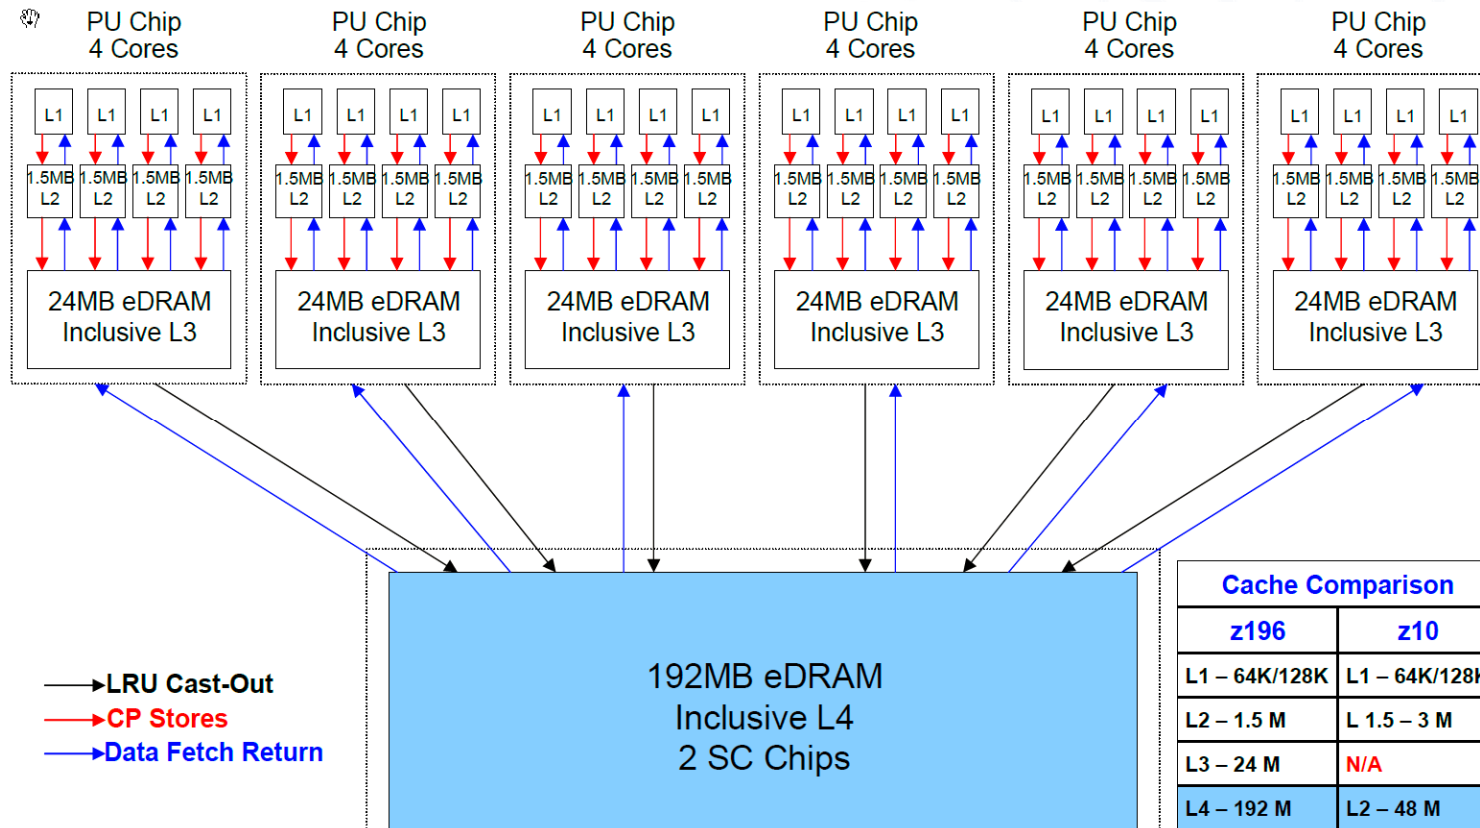 PU Chip
4 Cores
PU Chip
4 Cores
PU Chip
4 Cores
PU Chip
4 Cores
PU Chip
4 Cores
PU Chip
4 Cores
L1 L1 L1 L1
L1 L1 L1 L1
L1 L1 L1 L1
L1 L1 L1 L1
L1 L1 L1 L1
L1 L1 L1 L1
1.5MB 1.5MB 1.5MB 1.5MB
L2 L2 L2 L2
1.5MB 1.5MB 1.5MB 1.5MB
L2 L2 L2 L2
1.5MB 1.5MB 1.5MB 1.5MB
L2 L2 L2 L2
1.5MB 1.5MB 1.5MB 1.5MB
L2 L2 L2 L2
1.5MB 1.5MB 1.5MB 1.5MB
L2 L2 L2 L2
1.5MB 1.5MB 1.5MB 1.5MB
L2 L2 L2 L2
24MB eDRAM
Inclusive L3
24MB eDRAM
Inclusive L3
24MB eDRAM
Inclusive L3
24MB eDRAM
Inclusive L3
24MB eDRAM
Inclusive L3
24MB eDRAM
Inclusive L3
192MB eDRAM
Inclusive L4
2 SC Chips
LRU Cast-Out
CP Stores
Data Fetch Return
Cache Comparison
z196 z10
L1 – 64K/128K L1 – 64K/128K
L2 – 1.5 M L 1.5 – 3 M
L3 – 24 M N/A
L4 – 192 M L2 – 48 M